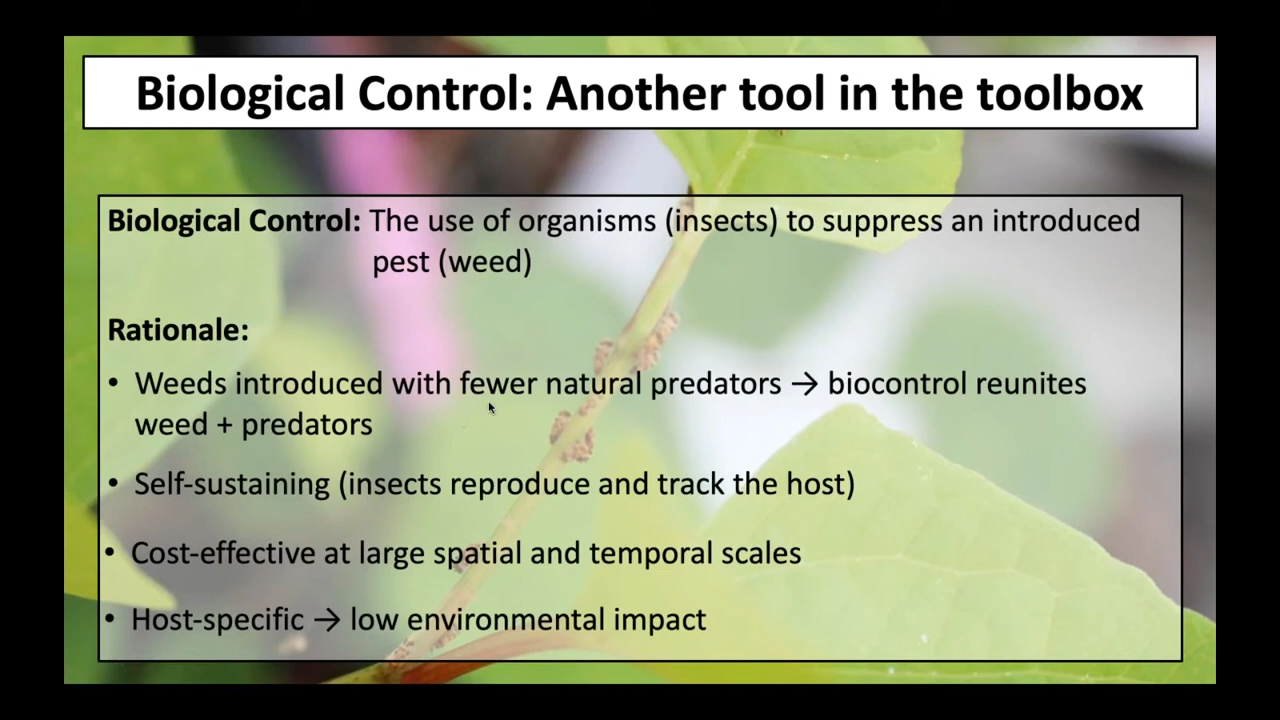 Biological Control: Another tool in the toolbox
Biological Control: The use of organisms (insects) to suppress an introduced
pest (weed)
Rationale:
• Weeds introduced with fewer natural predators → biocontrol reunites
weed + predators
• Self-sustaining (insects reproduce and track the host)
• Cost-effective at large spatial and temporal scales
• Host-specific → low environmental impact